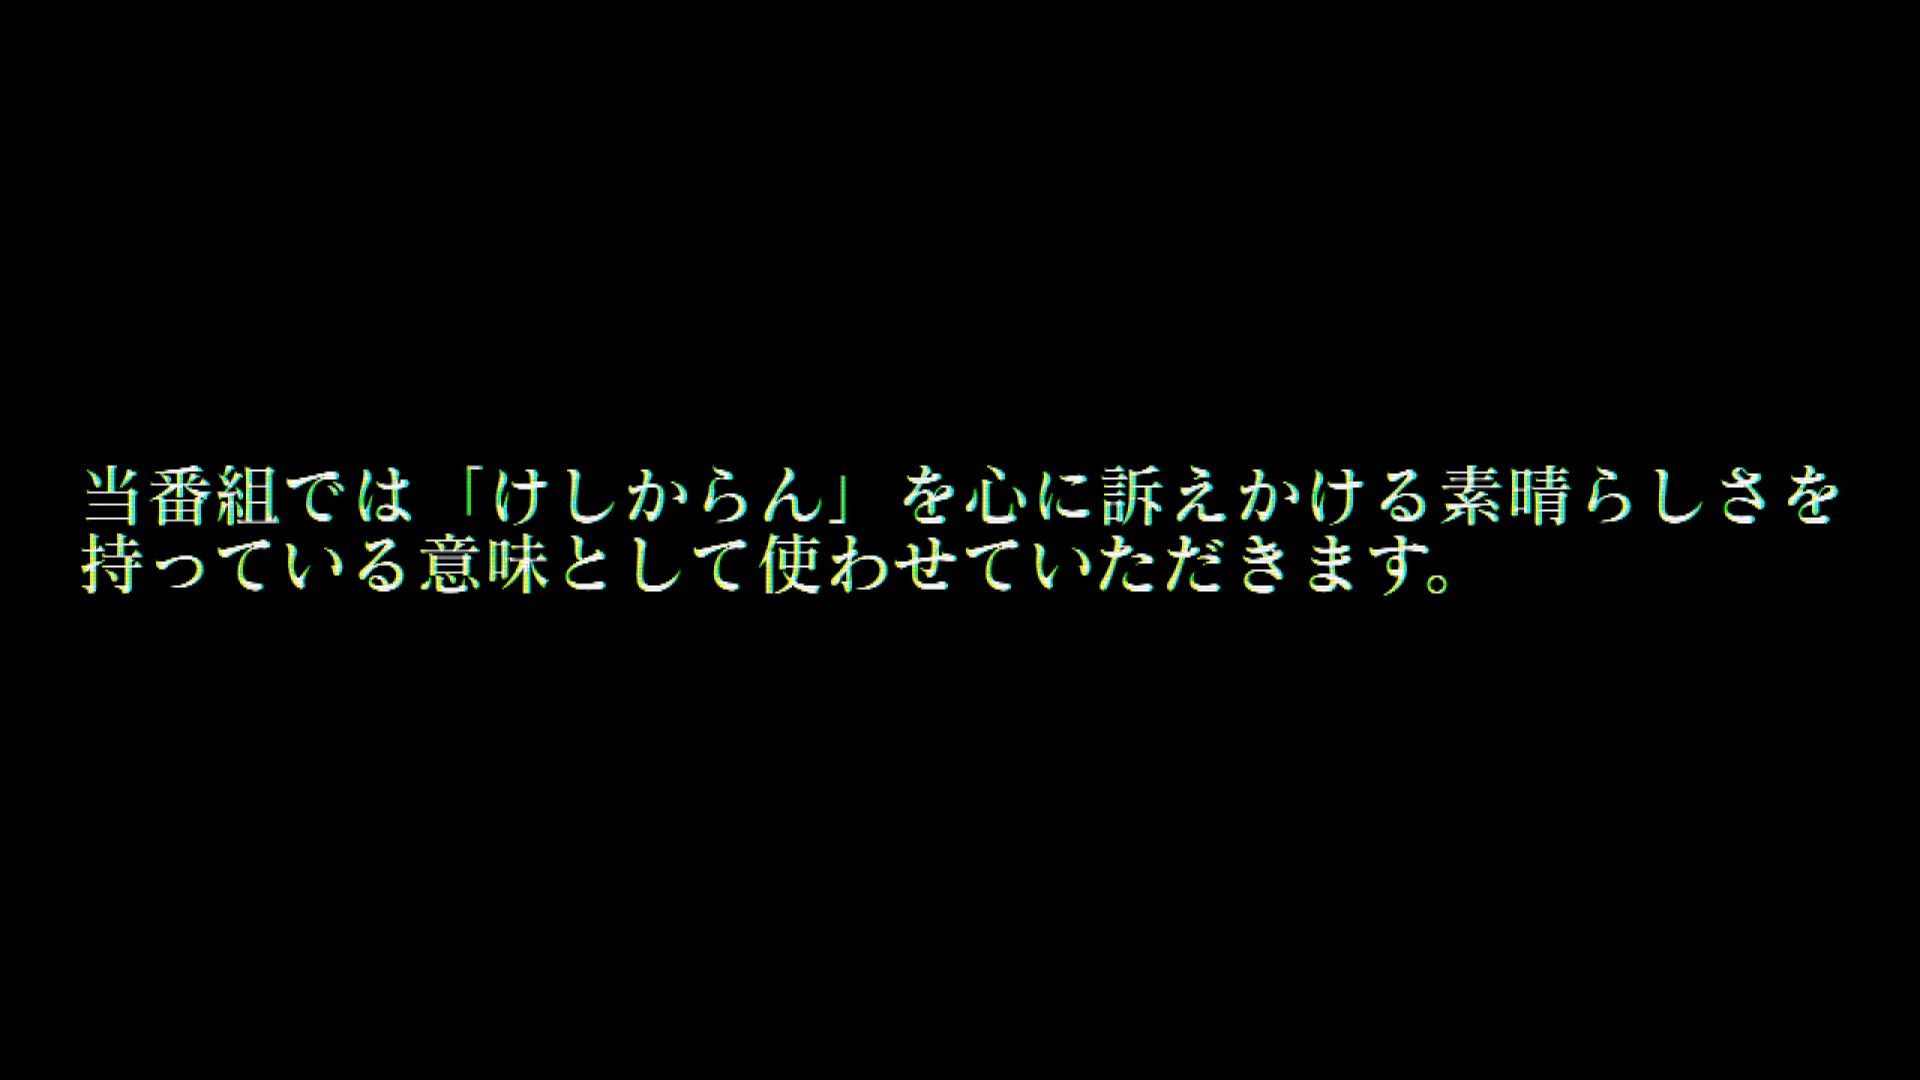 当番組では「けしからん」を心に訴えかける素晴らしさを
持っている意味として使わせていただきます。